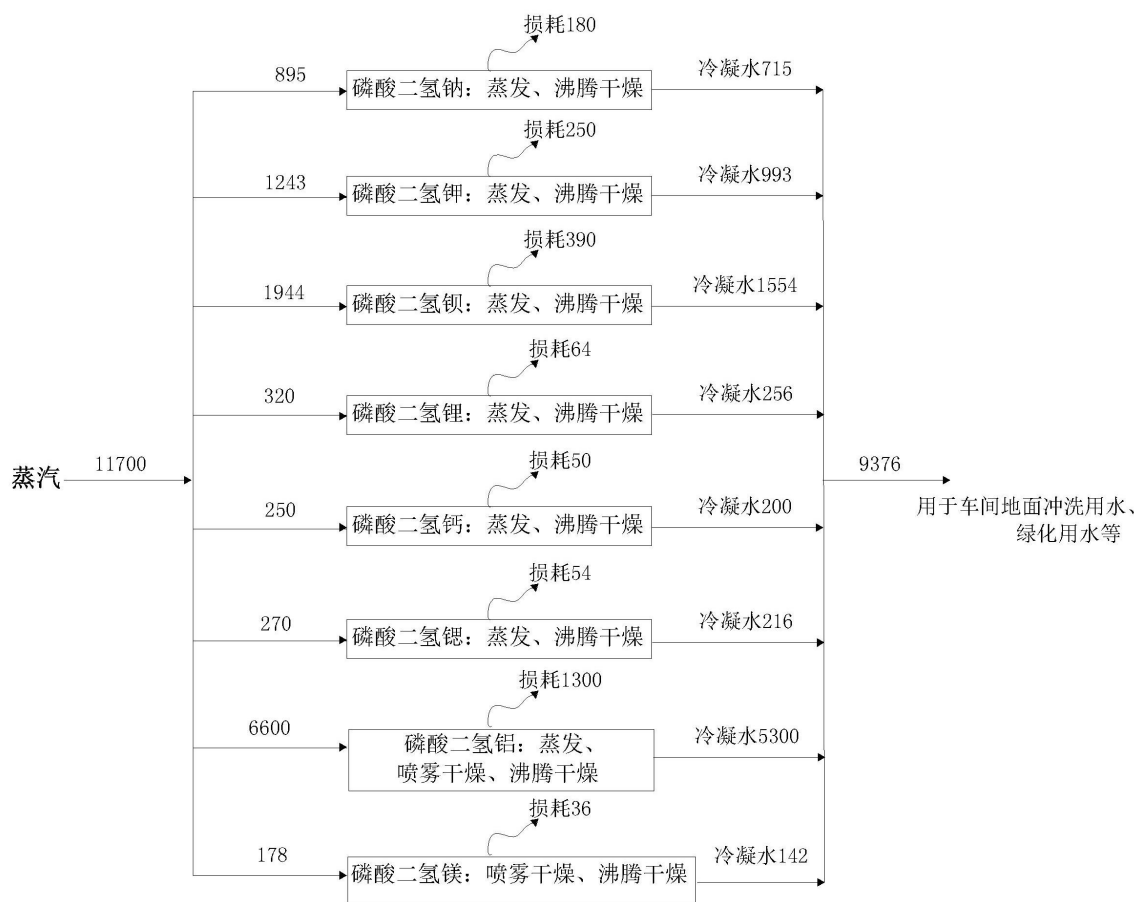 损耗180
895
磷酸二氢钠：蒸发、沸腾干燥
冷凝水715
损耗250
1243
磷酸二氢钾：蒸发、沸腾干燥
冷凝水993
损耗390
1944
磷酸二氢钡：蒸发、沸腾干燥
冷凝水1554
损耗64
320
磷酸二氢锂：蒸发、沸腾干燥
冷凝水256
蒸汽
11700
损耗50
250
磷酸二氢钙：蒸发、沸腾干燥
冷凝水200
9376
用于车间地面冲洗用水、
绿化用水等
损耗54
270
磷酸二氢锶：蒸发、沸腾干燥
冷凝水216
损耗1300
6600
磷酸二氢铝：蒸发、
喷雾干燥、沸腾干燥
冷凝水5300
损耗36
178
磷酸二氢镁：喷雾干燥、沸腾干燥
冷凝水142